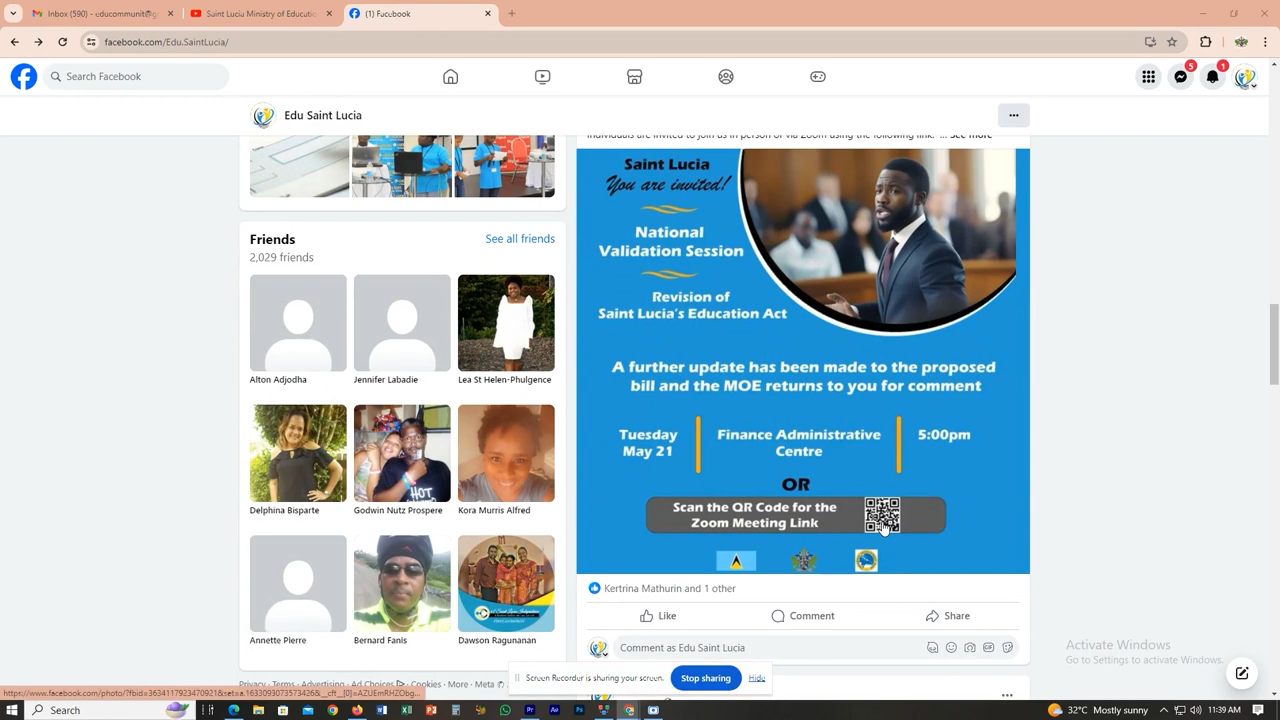 Inbox (590) - educommunit@g
Saint Lucia Ministry of Educatio
(1) Facebook
facebook.com/Edu.SaintLucia/
Search Facebook
5
1
Edu Saint Lucia
individuals are invited to join us in person or via Zoom using the following link. ... See more
Friends
See all friends
2,029 friends
Alton Adjodha
Jennifer Labadie
Lea St Helen-Phulgence
Delphina Bisparte
Godwin Nutz Prospere
Kora Murris Alfred
Annette Pierre
Bernard Fanis
Dawson Ragunanan
Saint Lucia
You are invited!
National
Validation Session
Revision of
Saint Lucia's Education Act
A further update has been made to the proposed
bill and the MOE returns to you for comment
Tuesday
May 21
Finance Administrative
Centre
5:00pm
OR
Scan the QR Code for the
Zoom Meeting Link
Kertrina Mathurin and 1 other
Like
Comment
Share
Comment as Edu Saint Lucia
Activate Windows
Go to Settings to activate Windows.
Screen Recorder is sharing your screen.
Stop sharing
Hide
Privacy · Terms · Advertising · Ad Choices · Cookies · More · Meta ©
Search
32°C Mostly sunny
11:39 AM